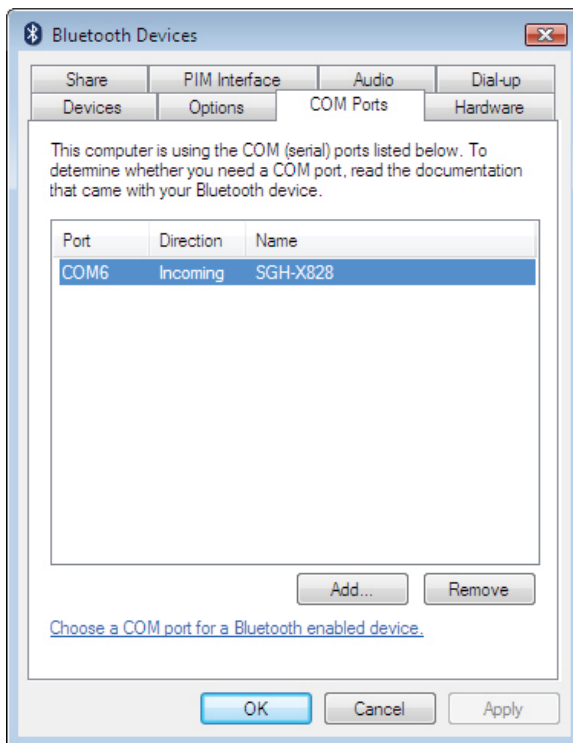 Bluetooth Devices
Share PIM Interface Audio Dial-up
Devices Options COM Ports Hardware
This computer is using the COM (serial) ports listed below. To
determine whether you need a COM port, read the documentation
that came with your Bluetooth device.
Port Direction Name
COM6 Incoming SGH-X828
Add... Remove
Choose a COM port for a Bluetooth enabled device.
OK Cancel Apply